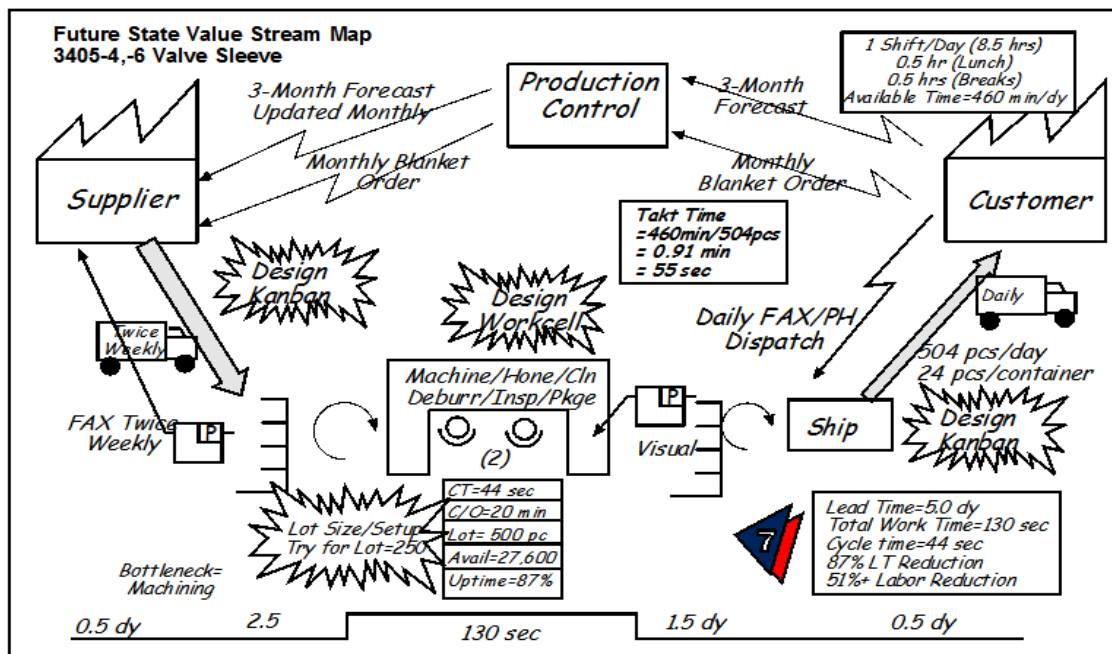 Future State Value Stream Map
3405-4,-6 Valve Sleeve
1 Shift/Day (8.5 hrs)
0.5 hr (Lunch)
0.5 hrs (Breaks)
Available Time=460 min/dy
3-Month Forecast
Updated Monthly
Production
Control
3-Month
Forecast
Monthly Blanket
Order
Monthly
Blanket Order
Supplier
Customer
Takt Time
=460min/504pcs
= 0.91 min
= 55 sec
Design
Kanban
Design
Workcell
Twice
Weekly
Daily
Daily FAX/PH
Dispatch
504 pcs/day
24 pcs/container
Machine/Hone/Cln
Deburr/Insp/Pkge
P
FAX Twice
Weekly
P
(2)
Visual
Ship
Design
Kanban
CT=44 sec
C/O=20 min
Lot= 500 pc
Avail=27,600
Uptime=87%
Lot Size/Setup
Try for Lot=250
7
Lead Time=5.0 dy
Total Work Time=130 sec
Cycle time=44 sec
87% LT Reduction
51%+ Labor Reduction
Bottleneck=
Machining
0.5 dy
2.5
130 sec
1.5 dy
0.5 dy